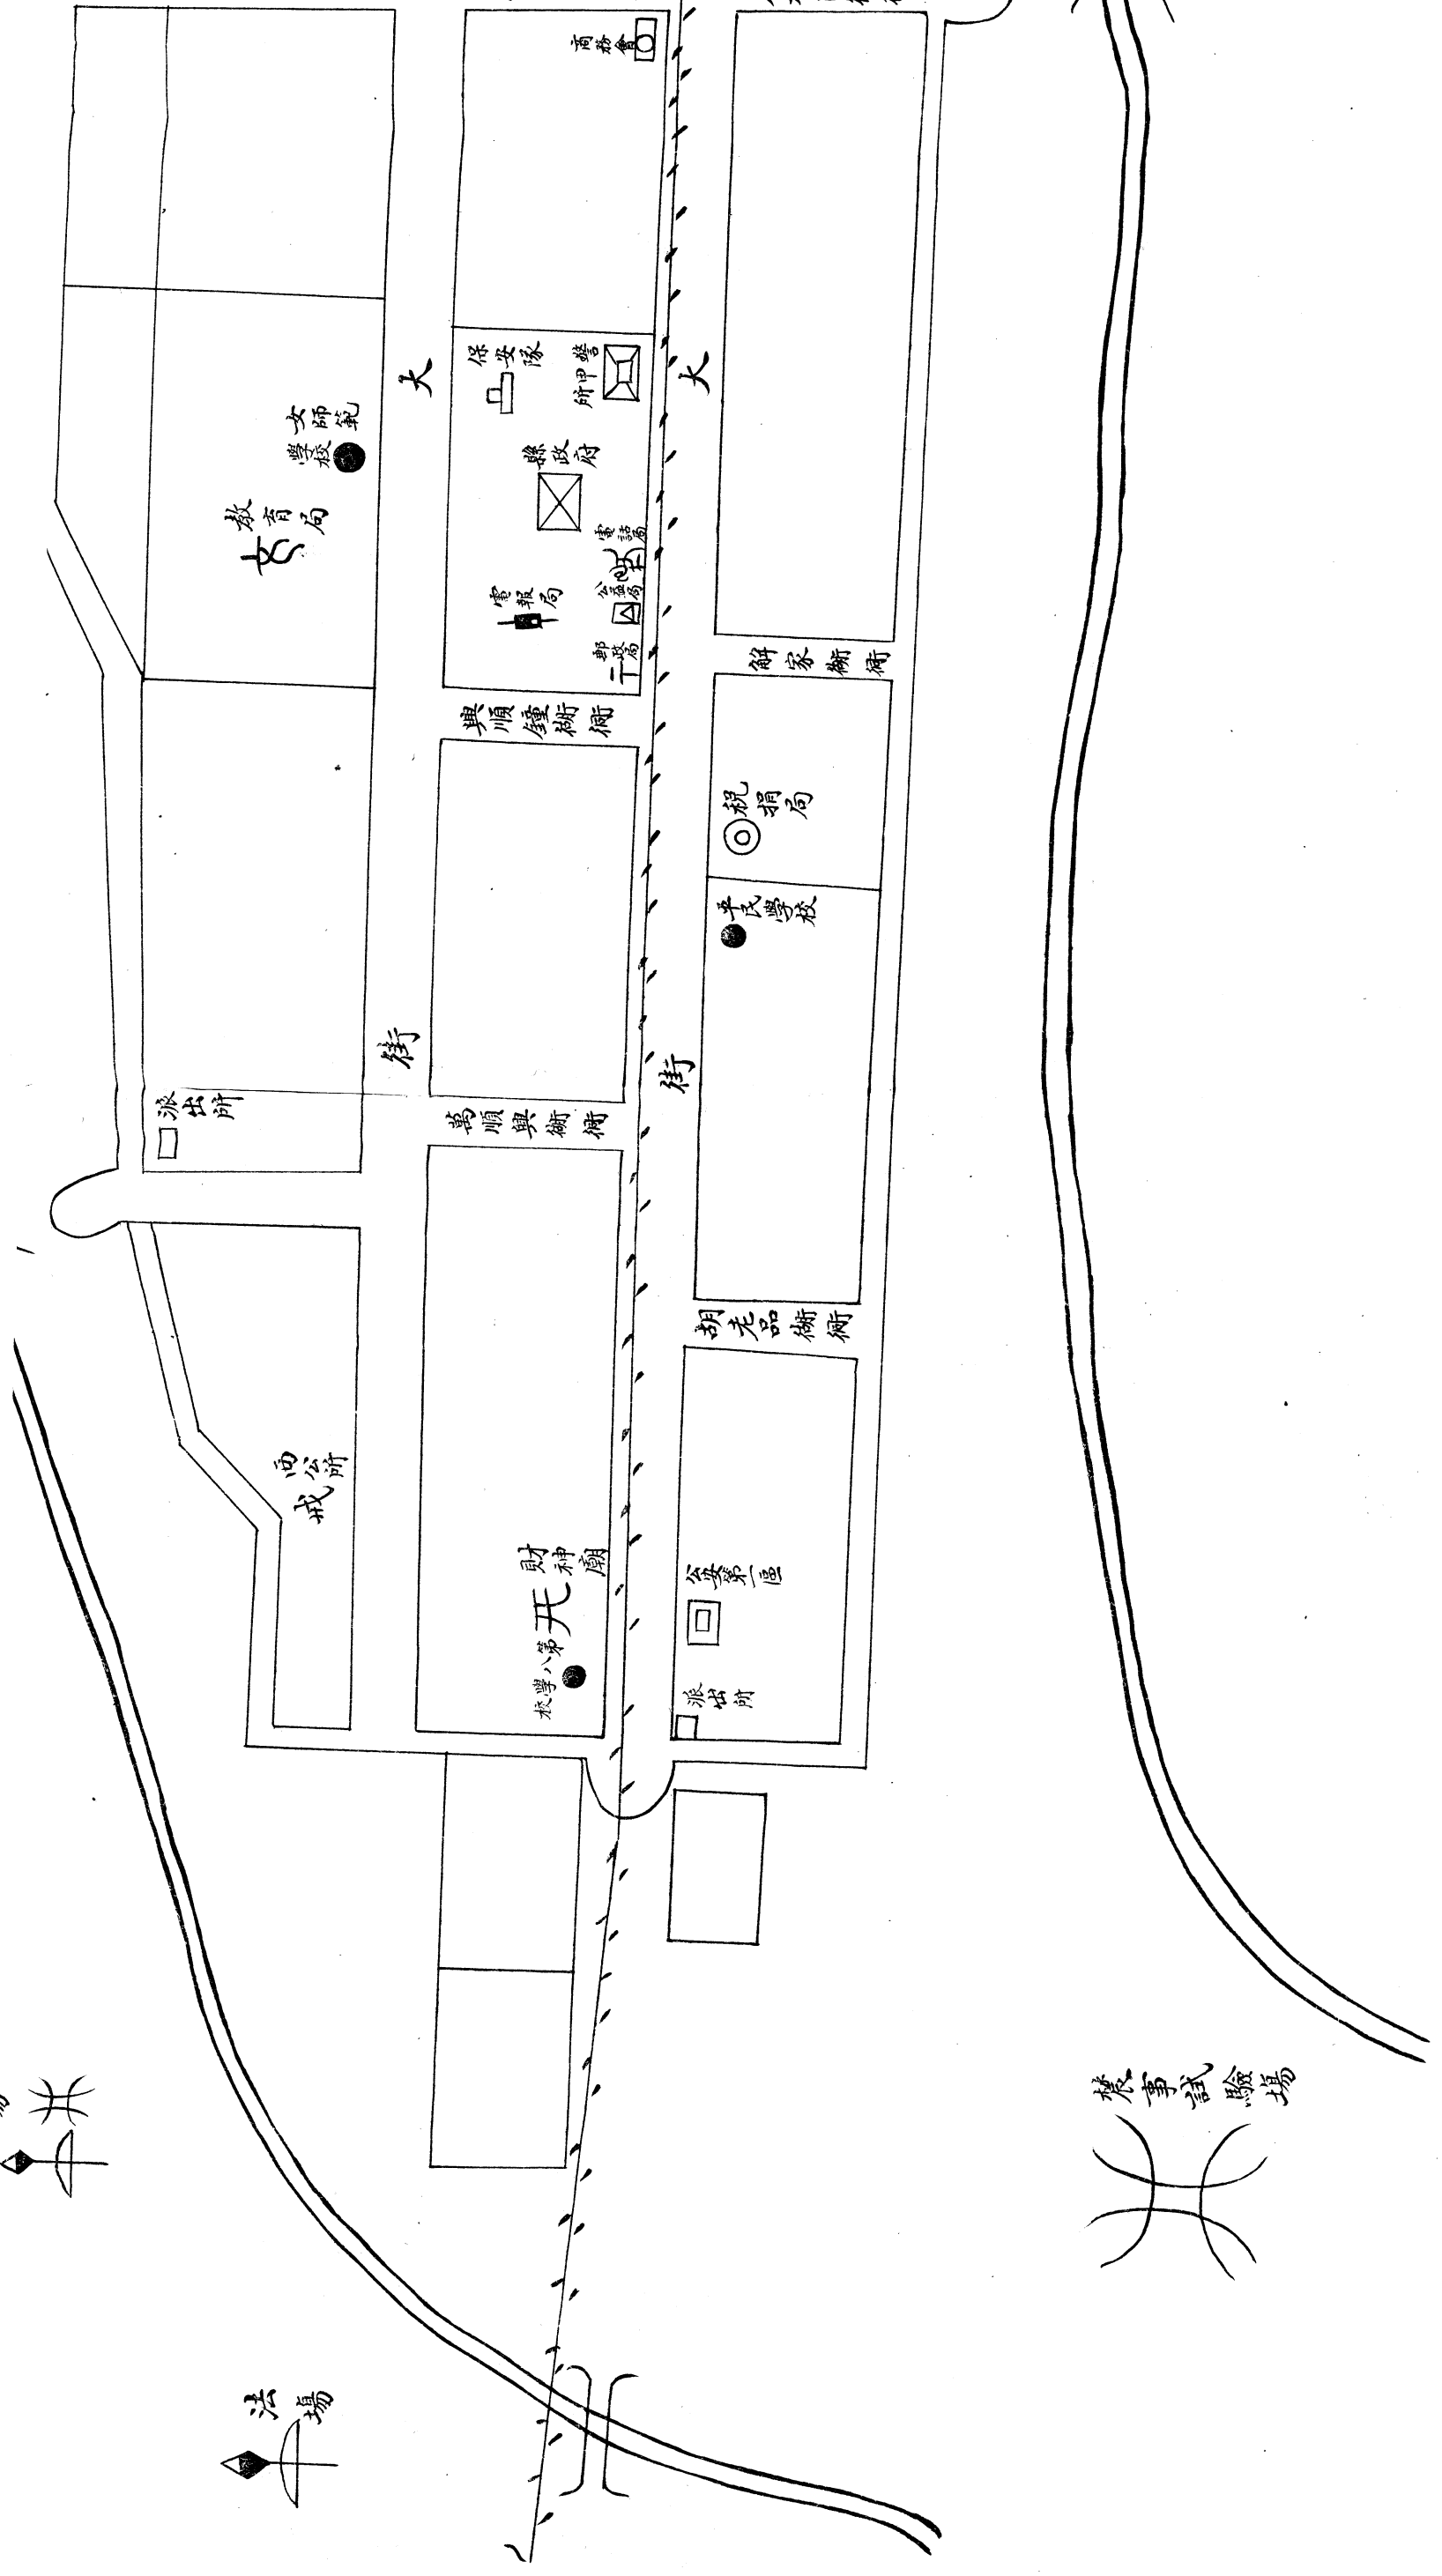 商務會
保安隊
警甲所
大
大
女師範
學校
縣政府
教育局
電話局
公益局
電報局
郵政局
解家衚衕
興順鐘衚衕
稅捐局
平民學校
街
街
派出所
萬順興衚衕
胡老品衚衕
西公所
戒
財神廟
公安第一區
第八學校
派出所
農事試驗場
法場
場